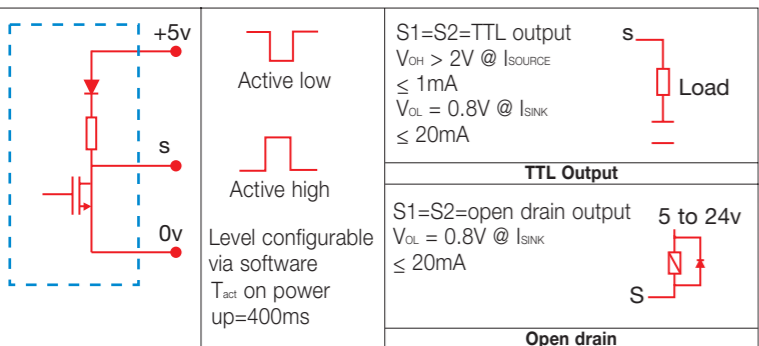 +5v
s
0v
Active low
Active high
Level configurable
via software
Tact on power
up=400ms
S1=S2=TTL output
VOH > 2V @ ISOURCE
≤ 1mA
VOL = 0.8V @ ISINK
≤ 20mA
s
Load
TTL Output
S1=S2=open drain output
VOL = 0.8V @ ISINK
≤ 20mA
5 to 24v
S
Open drain